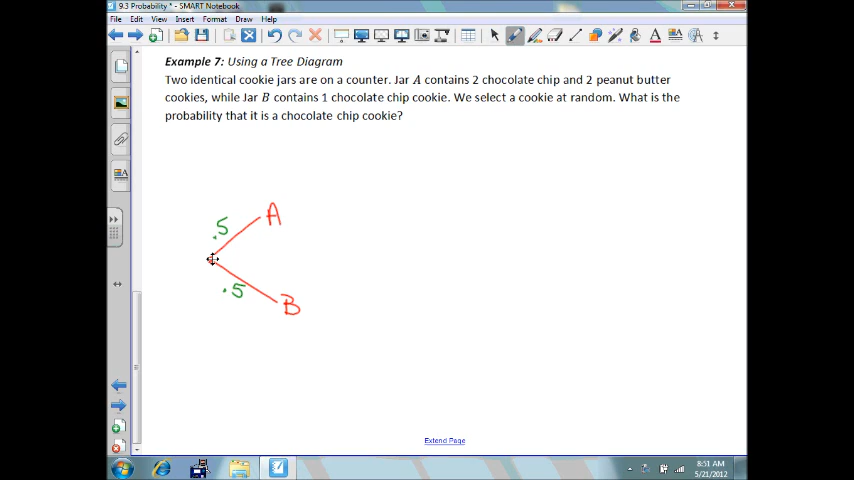 9.3 Probability * - SMART Notebook
File Edit View Insert Format Draw Help
Example 7: Using a Tree Diagram
Two identical cookie jars are on a counter. Jar A contains 2 chocolate chip and 2 peanut butter
cookies, while Jar B contains 1 chocolate chip cookie. We select a cookie at random. What is the
probability that it is a chocolate chip cookie?
.5 A
.5 B
Extend Page
8:51 AM
5/21/2012